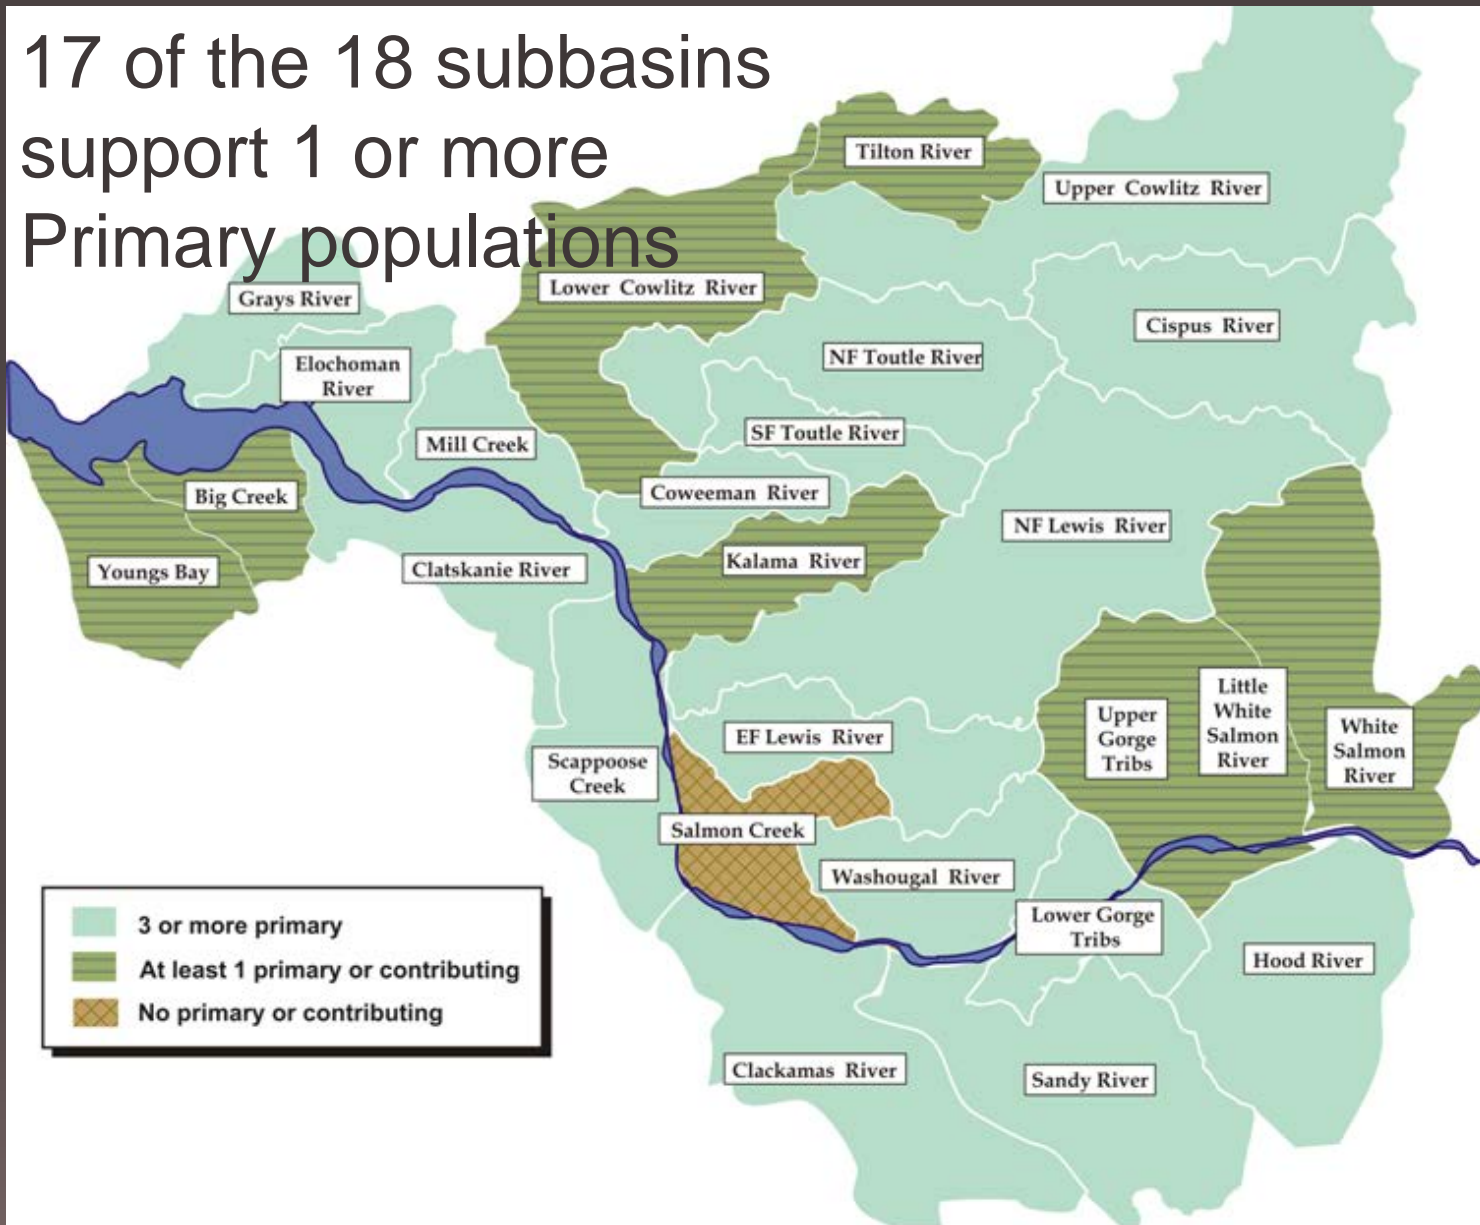 17 of the 18 subbasins
support 1 or more
Primary populations
Tilton River
Upper Cowlitz River
Lower Cowlitz River
Grays River
Cispus River
Elochoman
River
NF Toutle River
SF Toutle River
Mill Creek
Coweeman River
Big Creek
NF Lewis River
Kalama River
Youngs Bay
Clatskanie River
Little
White
Salmon
River
Upper
Gorge
Tribs
White
Salmon
River
EF Lewis River
Scappoose
Creek
Salmon Creek
Washougal River
Lower Gorge
Tribs
Hood River
3 or more primary
At least 1 primary or contributing
No primary or contributing
Clackamas River
Sandy River